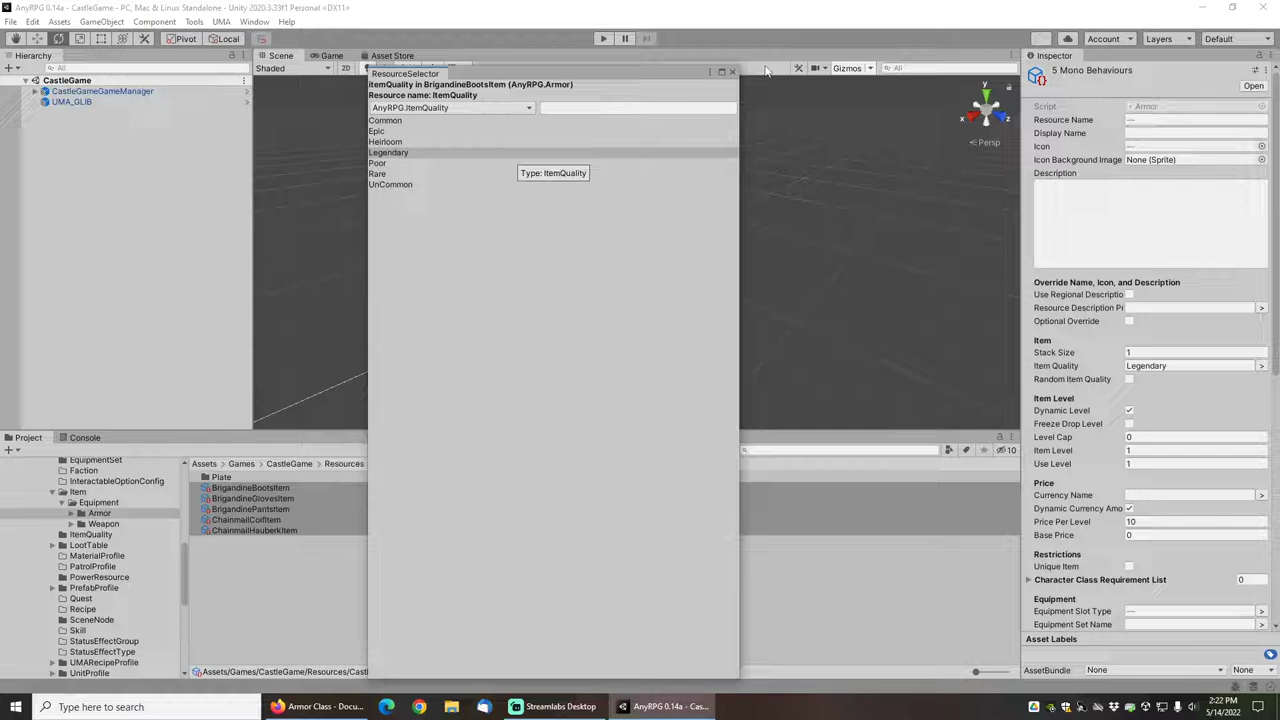 AnyRPG 0.14a - CastleGame - PC, Mac & Linux Standalone - Unity 2020.3.33f1 Personal* <DX11>
File Edit Assets GameObject Component Tools UMA Window Help
Pivot Local
Account Layers Default
Hierarchy
All
CastleGame
CastleGameGameManager
UMA_GLIB
Scene Game Asset Store
Shaded 2D
Gizmos All
y
x z
Persp
ResourceSelector
itemQuality in BrigandineBootsItem (AnyRPG.Armor)
Resource name: ItemQuality
AnyRPG.ItemQuality
Common
Epic
Heirloom
Legendary
Poor
Rare
UnCommon
Type: ItemQuality
Inspector
5 Mono Behaviours
Open
Script Armor
Resource Name —
Display Name
Icon —
Icon Background Image None (Sprite)
Description
Override Name, Icon, and Description
Use Regional Descriptio
Resource Description Pr >
Optional Override
Item
Stack Size 1
Item Quality Legendary >
Random Item Quality
Item Level
Dynamic Level
Freeze Drop Level
Level Cap 0
Item Level 1
Use Level 1
Price
Currency Name >
Dynamic Currency Amo
Price Per Level 10
Base Price 0
Restrictions
Unique Item
Character Class Requirement List 0
Equipment
Equipment Slot Type — >
Equipment Set Name >
Asset Labels
AssetBundle None None
Project Console
10
EquipmentSet
Faction
InteractableOptionConfig
Item
Equipment
Armor
Weapon
ItemQuality
LootTable
MaterialProfile
PatrolProfile
PowerResource
PrefabProfile
Quest
Recipe
SceneNode
Skill
StatusEffectGroup
StatusEffectType
UMARecipeProfile
UnitProfile
Assets > Games > CastleGame > Resources >
Plate
BrigandineBootsItem
BrigandineGlovesItem
BrigandinePantsItem
ChainmailCoifItem
ChainmailHauberkItem
Assets/Games/CastleGame/Resources/Castl
Type here to search
Armor Class - Docu...
Streamlabs Desktop
AnyRPG 0.14a - Cas...
2:22 PM
5/14/2022